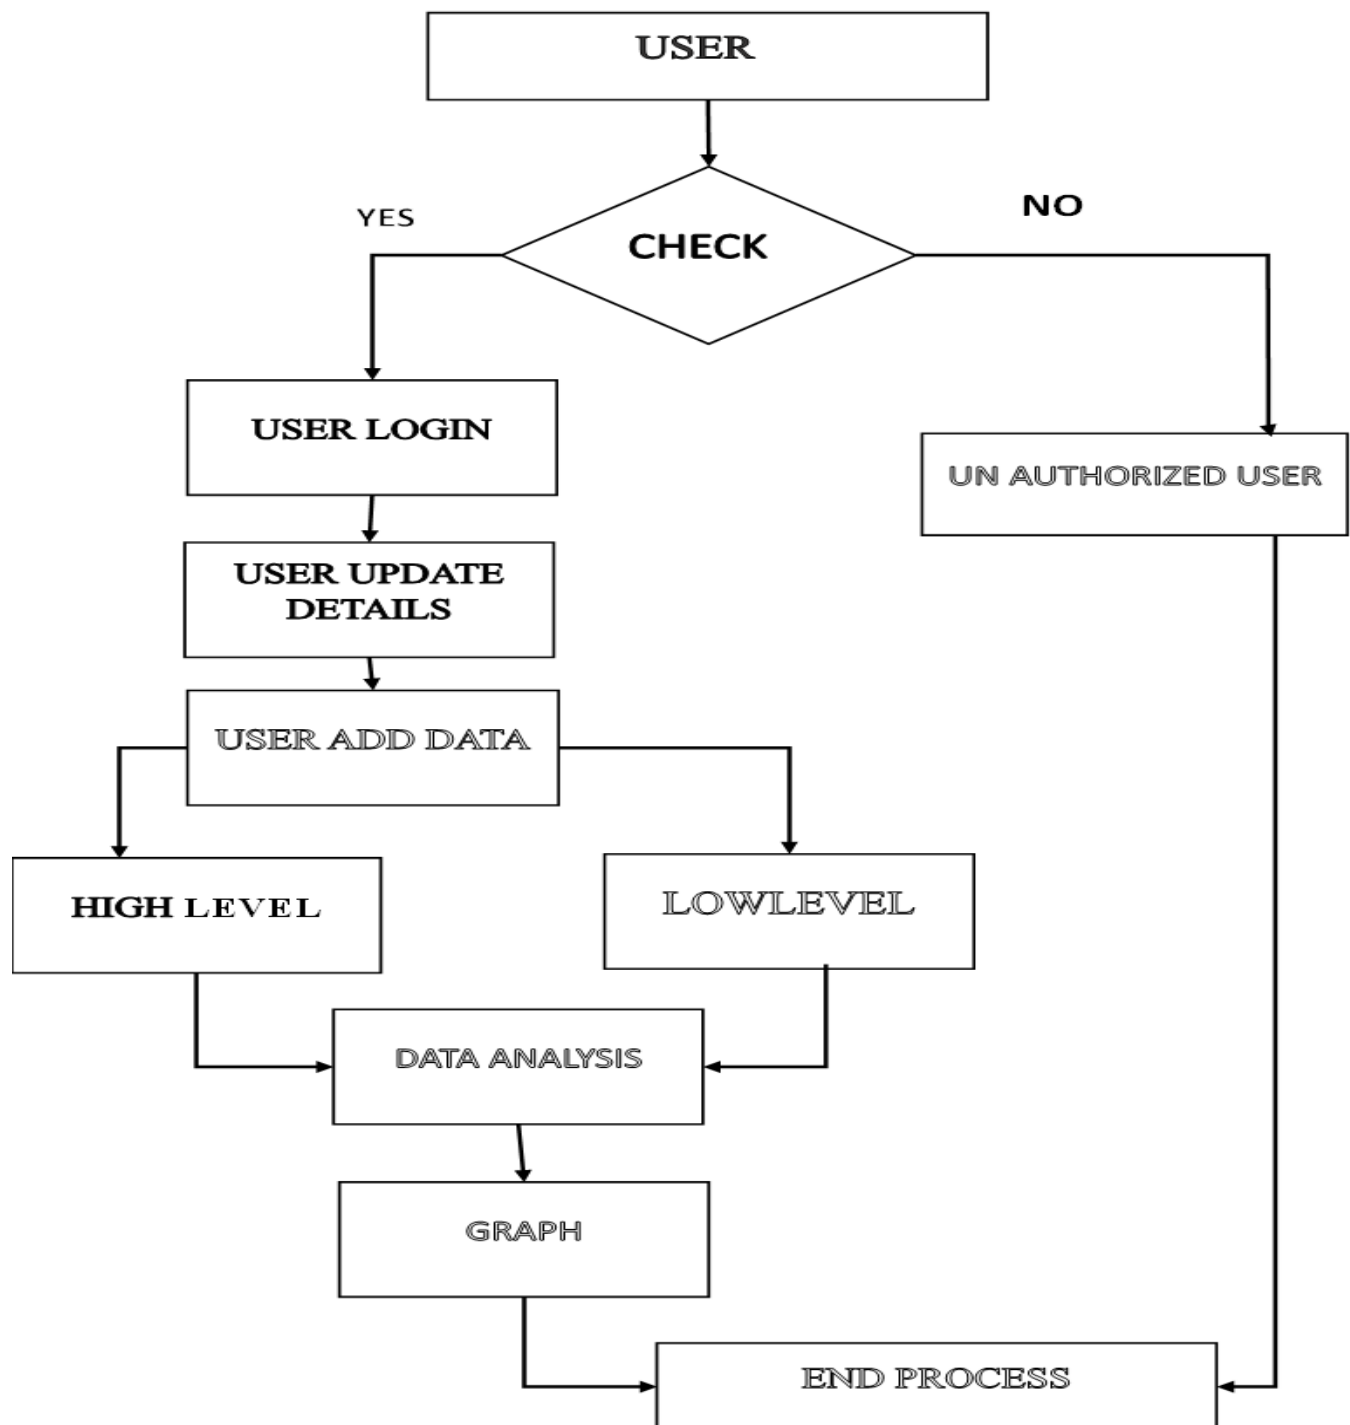 USER
YES
NO
CHECK
USER LOGIN
UN AUTHORIZED USER
USER UPDATE
DETAILS
USER ADD DATA
HIGH LEVEL
LOWLEVEL
DATA ANALYSIS
GRAPH
END PROCESS